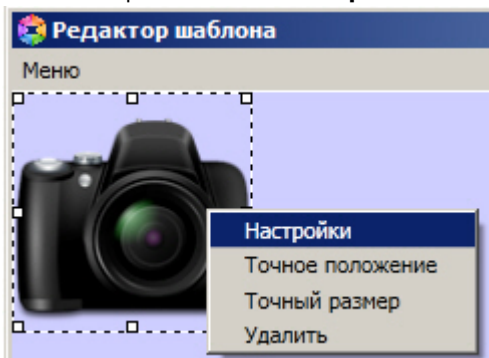 Редактор шаблона
Меню
Настройки
Точное положение
Точный размер
Удалить